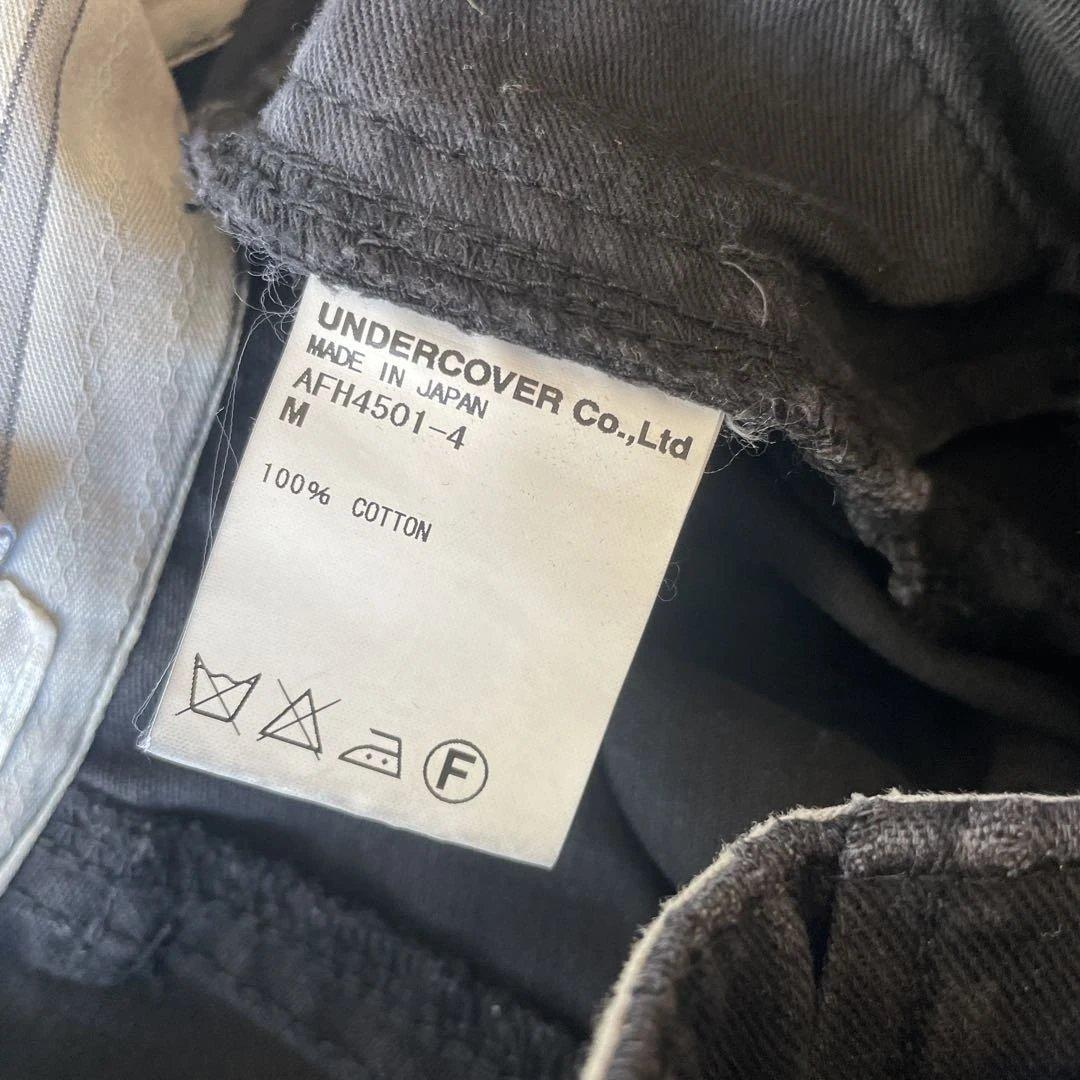 UNDERCOVER Co.,Ltd
MADE IN JAPAN
AFH4501-4
M
100% COTTON
F